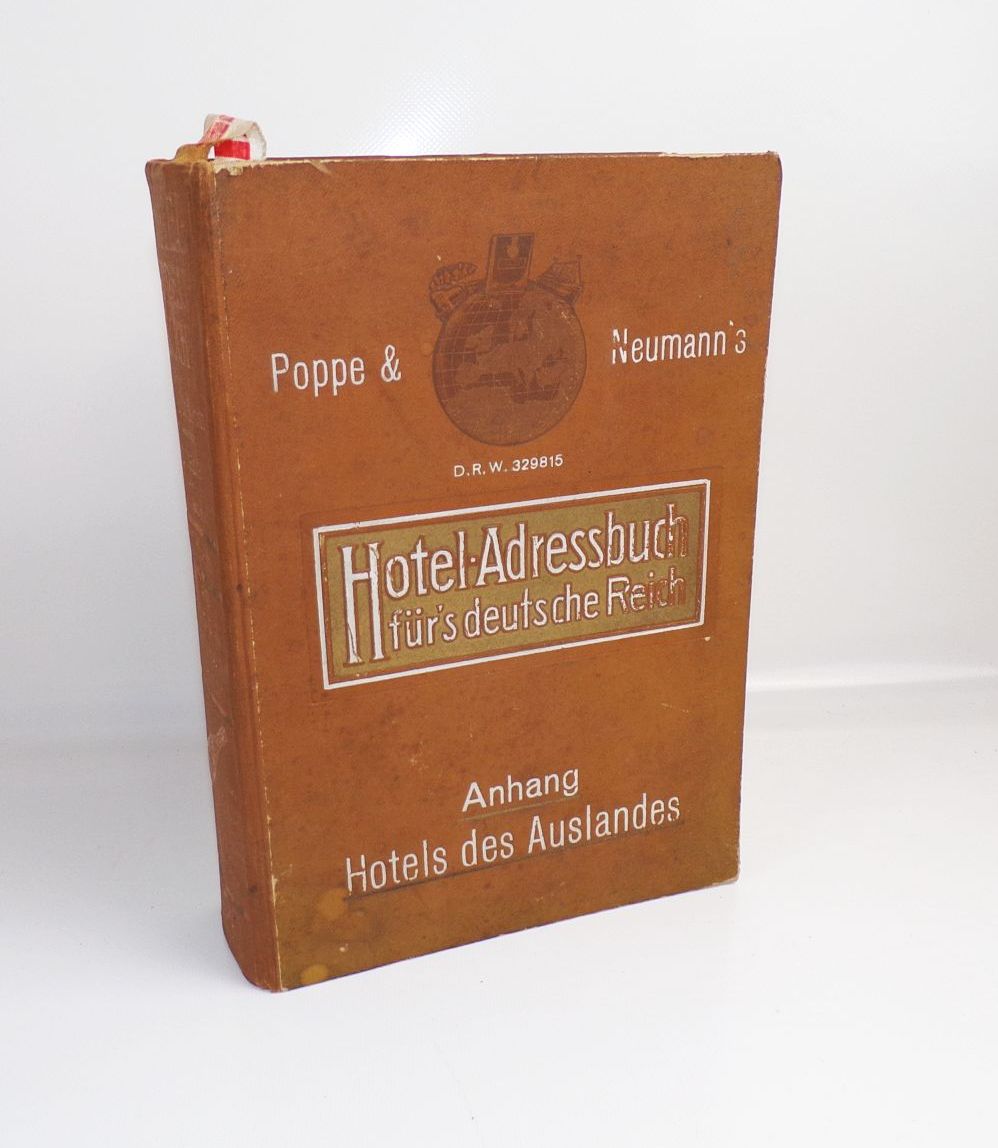 Poppe & Neumann's
D.R.W. 329815
Hotel-Adressbuch
für's deutsche Reich
Anhang
Hotels des Auslandes